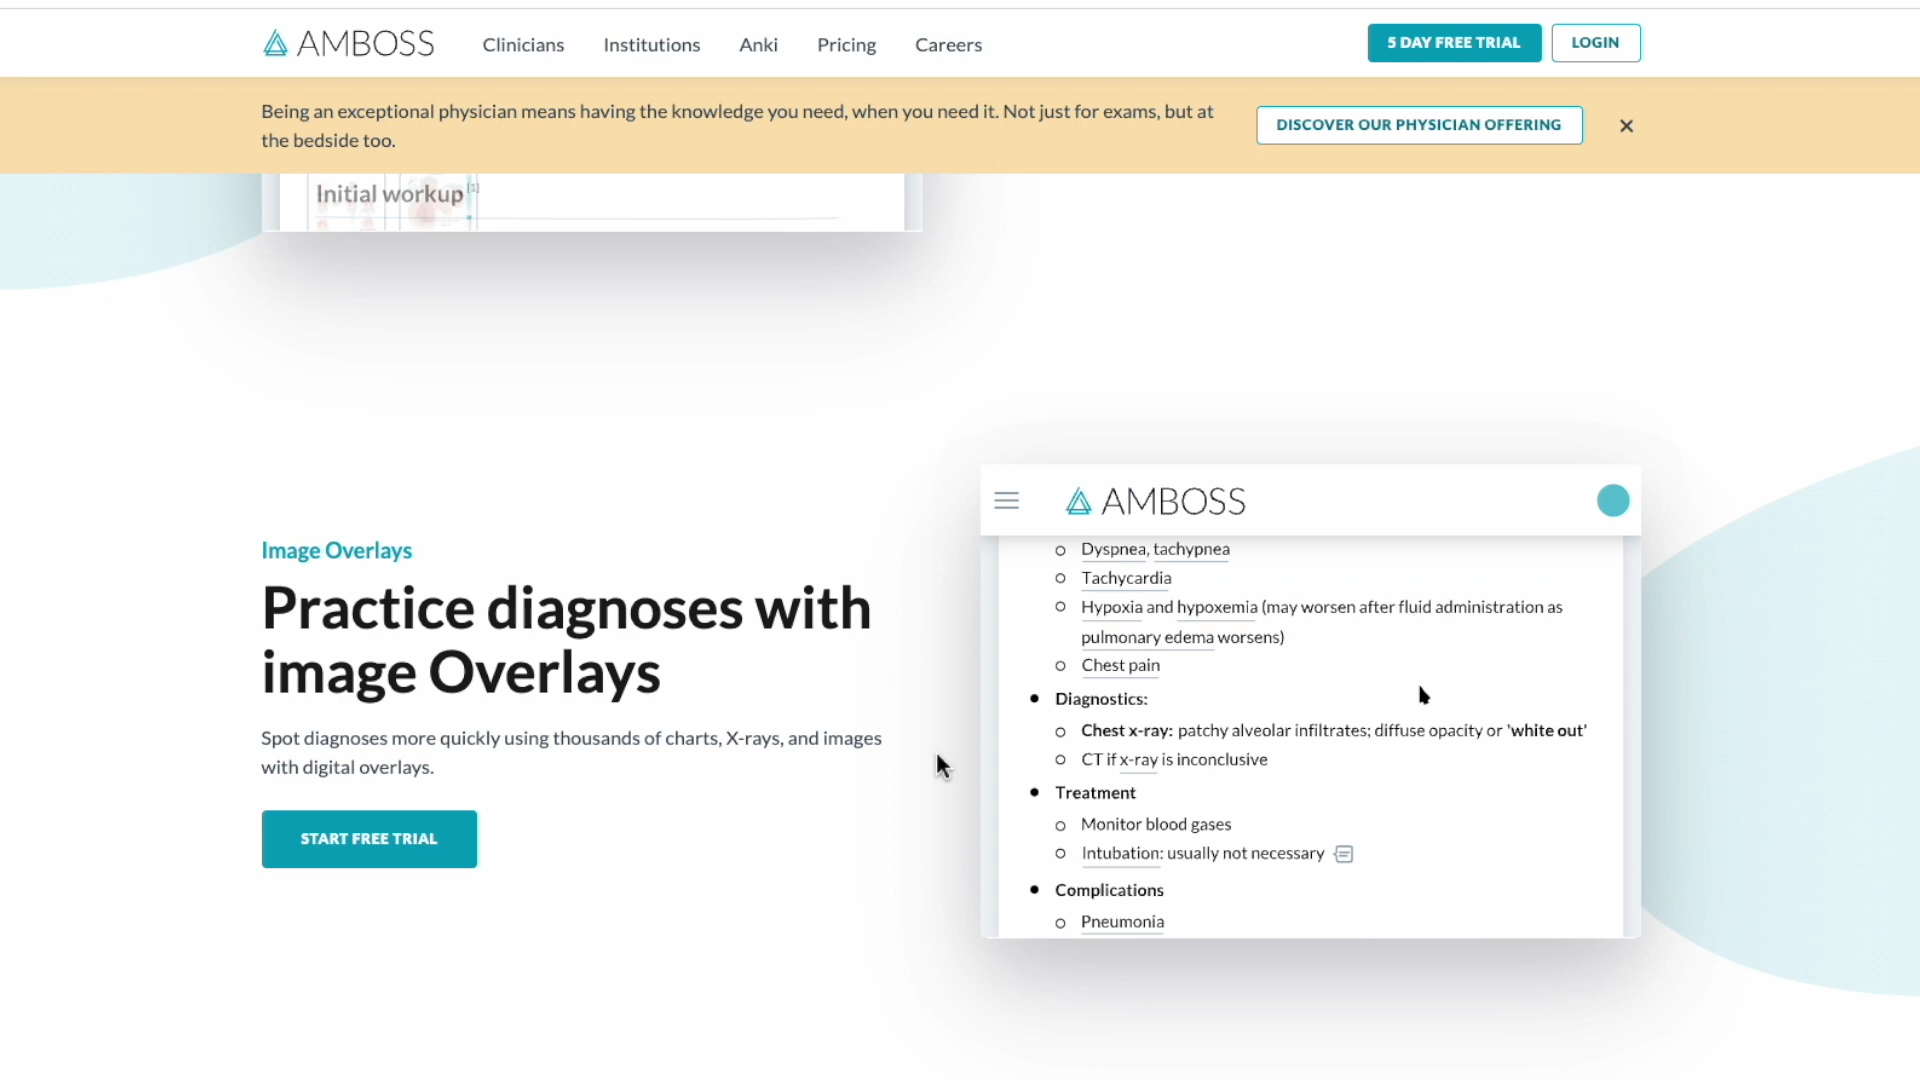 AMBOSS Clinicians Institutions Anki Pricing Careers 5 DAY FREE TRIAL LOGIN
Being an exceptional physician means having the knowledge you need, when you need it. Not just for exams, but at
the bedside too.
DISCOVER OUR PHYSICIAN OFFERING
Initial workup [1]
Image Overlays
Practice diagnoses with
image Overlays
Spot diagnoses more quickly using thousands of charts, X-rays, and images
with digital overlays.
START FREE TRIAL
AMBOSS
Dyspnea, tachypnea
Tachycardia
Hypoxia and hypoxemia (may worsen after fluid administration as
pulmonary edema worsens)
Chest pain
Diagnostics:
Chest x-ray: patchy alveolar infiltrates; diffuse opacity or 'white out'
CT if x-ray is inconclusive
Treatment
Monitor blood gases
Intubation: usually not necessary
Complications
Pneumonia